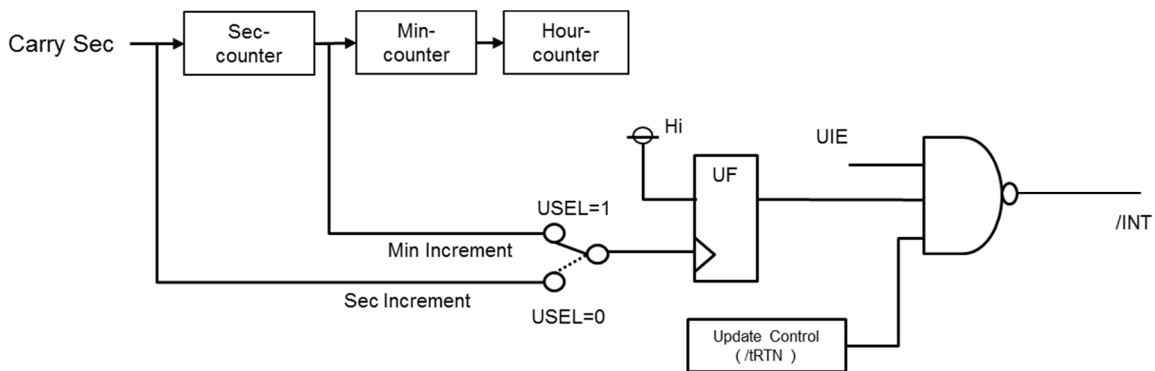 Carry Sec
Sec-
counter
Min-
counter
Hour-
counter
Hi
UIE
UF
USEL=1
/INT
Min Increment
Sec Increment
USEL=0
Update Control
( /tRTN )